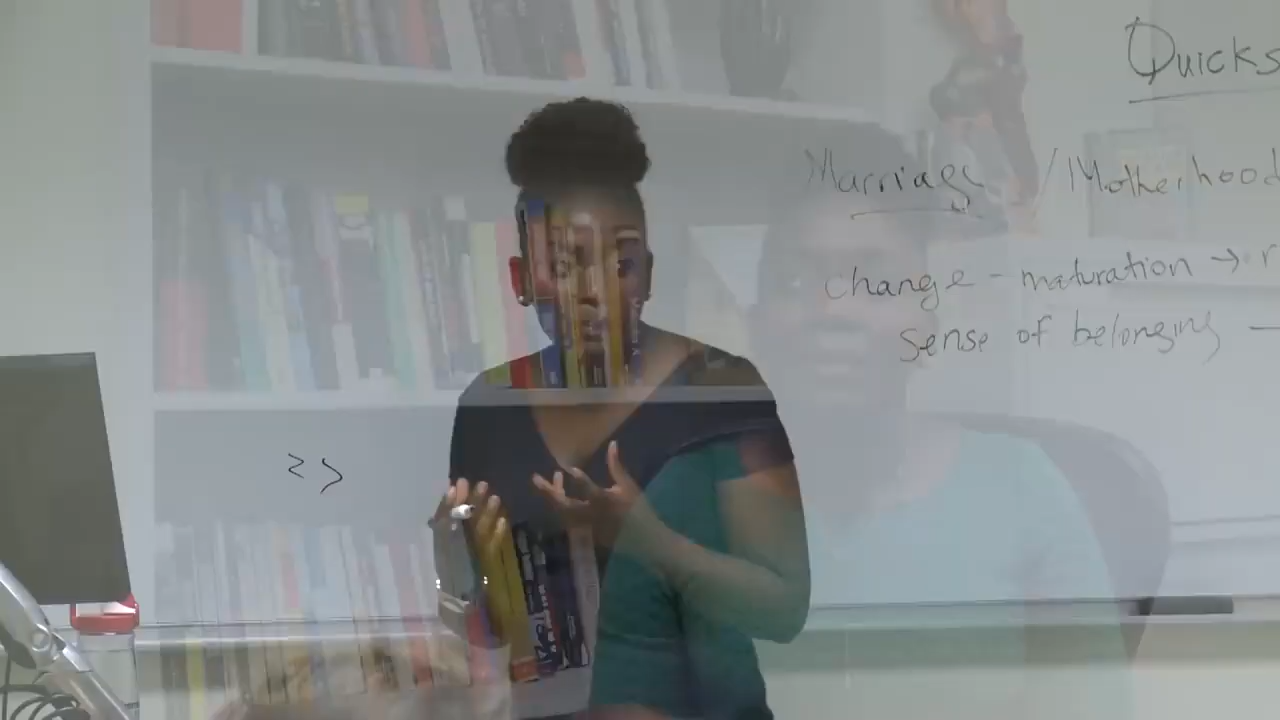 Quicks
Marriage / Motherhood
change - maturation → r
sense of belonging —